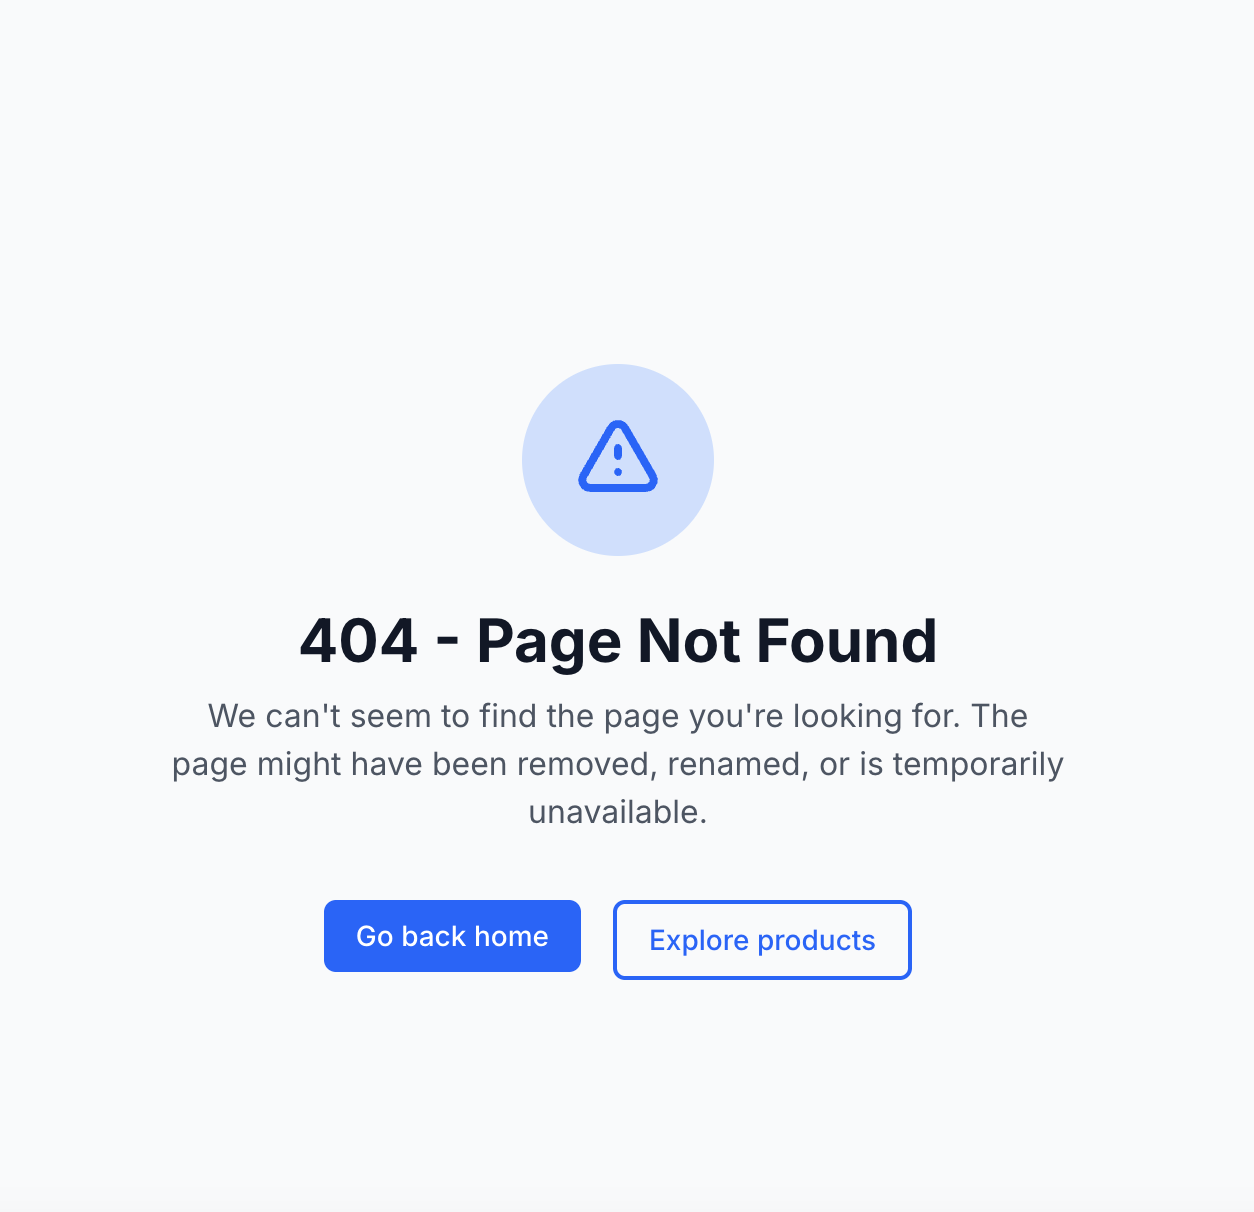 404 - Page Not Found
We can't seem to find the page you're looking for. The
page might have been removed, renamed, or is temporarily
unavailable.
Go back home
Explore products